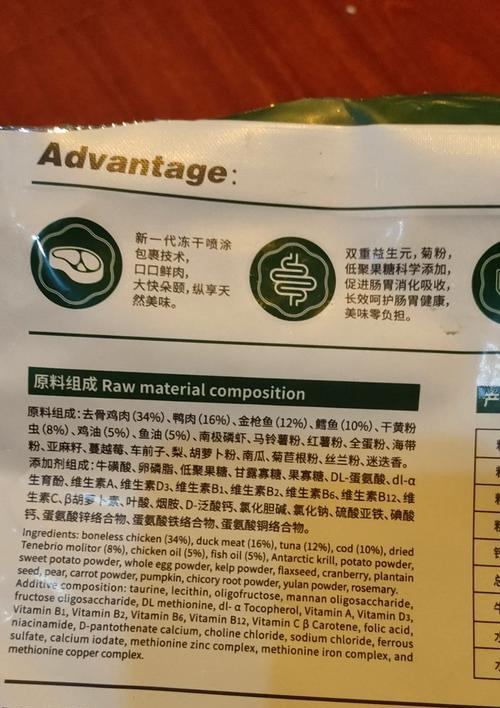 Advantage:
新一代冻干喷涂
包裹技术，
口口鲜肉，
大快朵颐，纵享天
然美味。
双重益生元，菊粉，
低聚果糖科学添加，
促进肠胃消化吸收，
长效呵护肠胃健康，
美味零负担。
原料组成 Raw material composition
原料组成：去骨鸡肉（34%）、鸭肉（16%）、金枪鱼（12%）、鳕鱼（10%）、干黄粉
虫（8%）、鸡油（5%）、鱼油（5%）、南极磷虾、马铃薯粉、红薯粉、全蛋粉、海带
粉、亚麻籽、蔓越莓、车前子、梨、胡萝卜粉、南瓜、菊苣根粉、丝兰粉、迷迭香。
添加剂组成：牛磺酸、卵磷脂、低聚果糖、甘露寡糖、果寡糖、DL-蛋氨酸、dl-α
生育酚、维生素A、维生素D3、维生素B1、维生素B2、维生素B6、维生素B12、维
生素C、β胡萝卜素、叶酸、烟胺、D-泛酸钙、氯化胆碱、氯化钠、硫酸亚铁、碘酸
钙、蛋氨酸锌络合物、蛋氨酸铁络合物、蛋氨酸铜络合物。
Ingredients: boneless chicken (34%), duck meat (16%), tuna (12%), cod (10%), dried
Tenebrio molitor (8%), chicken oil (5%), fish oil (5%), Antarctic krill, potato powder,
sweet potato powder, whole egg powder, kelp powder, flaxseed, cranberry, plantain
seed, pear, carrot powder, pumpkin, chicory root powder, yulan powder, rosemary.
Additive composition: taurine, lecithin, oligofructose, mannan oligosaccharide,
fructose oligosaccharide, DL methionine, dl- α Tocopherol, Vitamin A, Vitamin D3,
Vitamin B1, Vitamin B2, Vitamin B6, Vitamin B12, Vitamin C β Carotene, folic acid,
niacinamide, D-pantothenate calcium, choline chloride, sodium chloride, ferrous
sulfate, calcium iodate, methionine zinc complex, methionine iron complex, and
methionine copper complex.